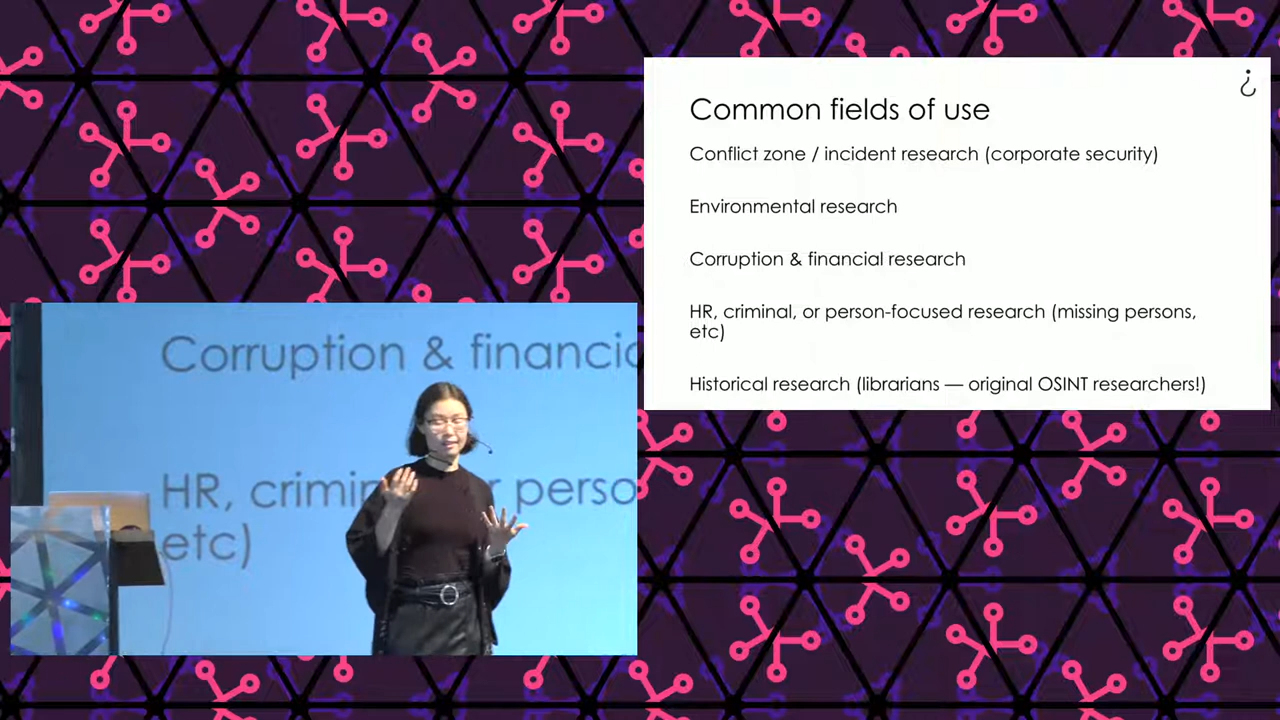 ¿
Common fields of use
Conflict zone / incident research (corporate security)
Environmental research
Corruption & financial research
HR, criminal, or person-focused research (missing persons,
etc)
Historical research (librarians — original OSINT researchers!)
Corruption & financi
HR, crimin r perso
etc)